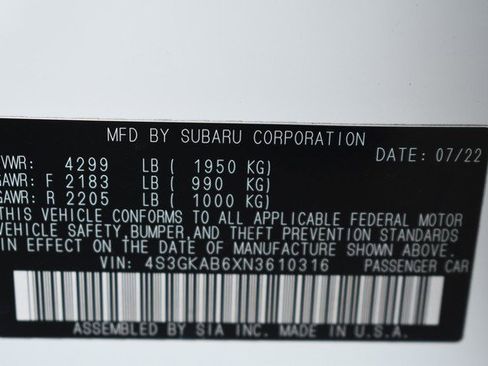 MFD BY SUBARU CORPORATION
DATE: 07/22
VWR: 4299 LB ( 1950 KG)
GAWR: F 2183 LB ( 990 KG)
GAWR: R 2205 LB ( 1000 KG)
THIS VEHICLE CONFORMS TO ALL APPLICABLE FEDERAL MOTOR
VEHICLE SAFETY,BUMPER,AND THEFT PREVENTION STANDARDS
IN EFFECT ON THE DATE OF MANUFACTURE SHOWN ABOVE.
VIN: 4S3GKAB6XN3610316 PASSENGER CAR
ASSEMBLED BY SIA INC. MADE IN U.S.A.